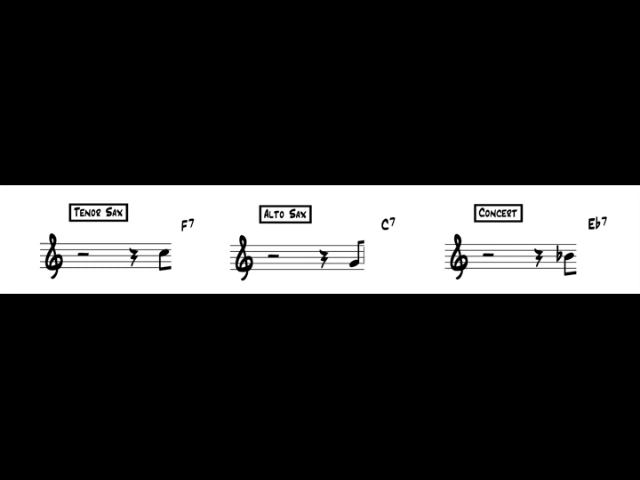 Tenor Sax
F7
Alto Sax
C7
Concert
Eb7